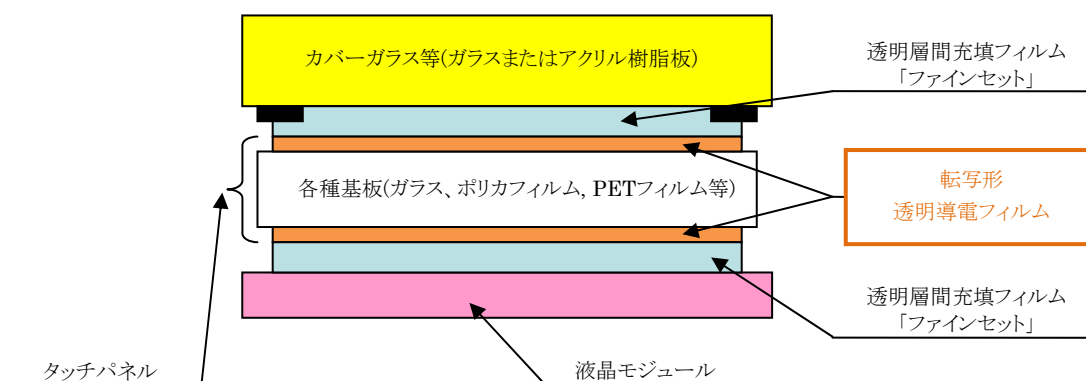 カバーガラス等(ガラスまたはアクリル樹脂板)
透明層間充填フィルム
「ファインセット」
各種基板(ガラス、ポリカフィルム, PETフィルム等)
転写形
透明導電フィルム
透明層間充填フィルム
「ファインセット」
タッチパネル
液晶モジュール